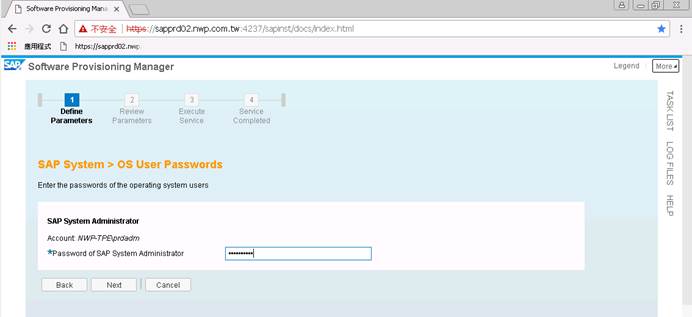 Software Provisioning Mana
不安全 https://sapprd02.nwp.com.tw:4237/sapinst/docs/index.html
應用程式 https://sapprd02.nwp
SAP Software Provisioning Manager Legend More
1 2 3 4
Define Parameters Review Parameters Execute Service Service Completed
SAP System > OS User Passwords
Enter the passwords of the operating system users
SAP System Administrator
Account: NWP-TPE\prdadm
*Password of SAP System Administrator ••••••••••
Back Next Cancel
TASK LIST
LOG FILES
HELP